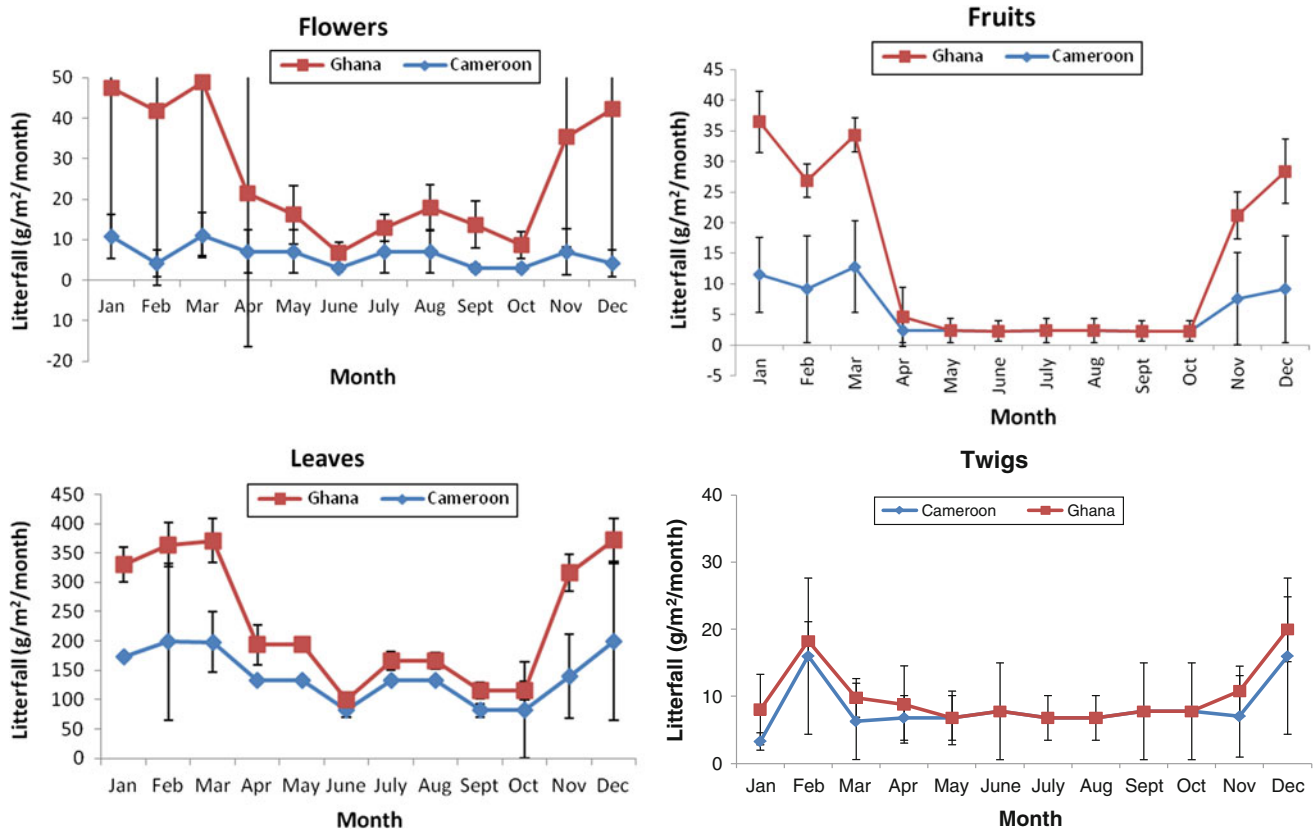 Flowers
Ghana Cameroon
Litterfall (g/m²/month)
50
40
30
20
10
0
-10
-20
Jan Feb Mar Apr May June July Aug Sept Oct Nov Dec
Month
Fruits
Ghana Cameroon
Litterfall (g/m²/month)
45
40
35
30
25
20
15
10
5
0
-5
Jan Feb Mar Apr May June July Aug Sept Oct Nov Dec
Month
Leaves
Ghana Cameroon
Litterfall (g/m²/month)
450
400
350
300
250
200
150
100
50
0
Jan Feb Mar Apr May June July Aug Sept Oct Nov Dec
Month
Twigs
Cameroon Ghana
Litterfall (g/m²/month)
40
30
20
10
0
Jan Feb Mar Apr May June July Aug Sept Oct Nov Dec
Month